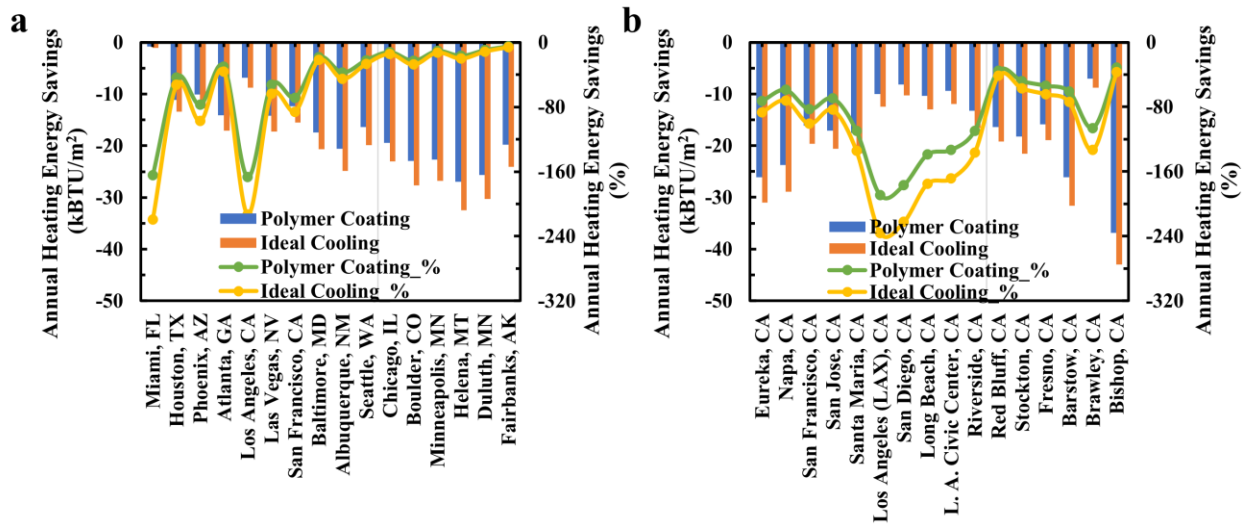 a
Annual Heating Energy Savings
(kBTU/m²)
0
-5
-10
-15
-20
-25
-30
-35
-40
-45
-50
Polymer Coating
Ideal Cooling
Polymer Coating_%
Ideal Cooling_%
0
-80
-160
-240
-320
Annual Heating Energy Savings
(%)
Miami, FL
Houston, TX
Phoenix, AZ
Atlanta, GA
Los Angeles, CA
Las Vegas, NV
San Francisco, CA
Baltimore, MD
Albuquerque, NM
Seattle, WA
Chicago, IL
Boulder, CO
Minneapolis, MN
Helena, MT
Duluth, MN
Fairbanks, AK
b
Annual Heating Energy Savings
(kBTU/m²)
0
-10
-20
-30
-40
-50
Polymer Coating
Ideal Cooling
Polymer Coating_%
Ideal Cooling_%
0
-80
-160
-240
-320
Annual Heating Energy Savings
(%)
Eureka, CA
Napa, CA
San Francisco, CA
San Jose, CA
Santa Maria, CA
Los Angeles (LAX), CA
San Diego, CA
Long Beach, CA
L. A. Civic Center, CA
Riverside, CA
Red Bluff, CA
Stockton, CA
Fresno, CA
Barstow, CA
Brawley, CA
Bishop, CA